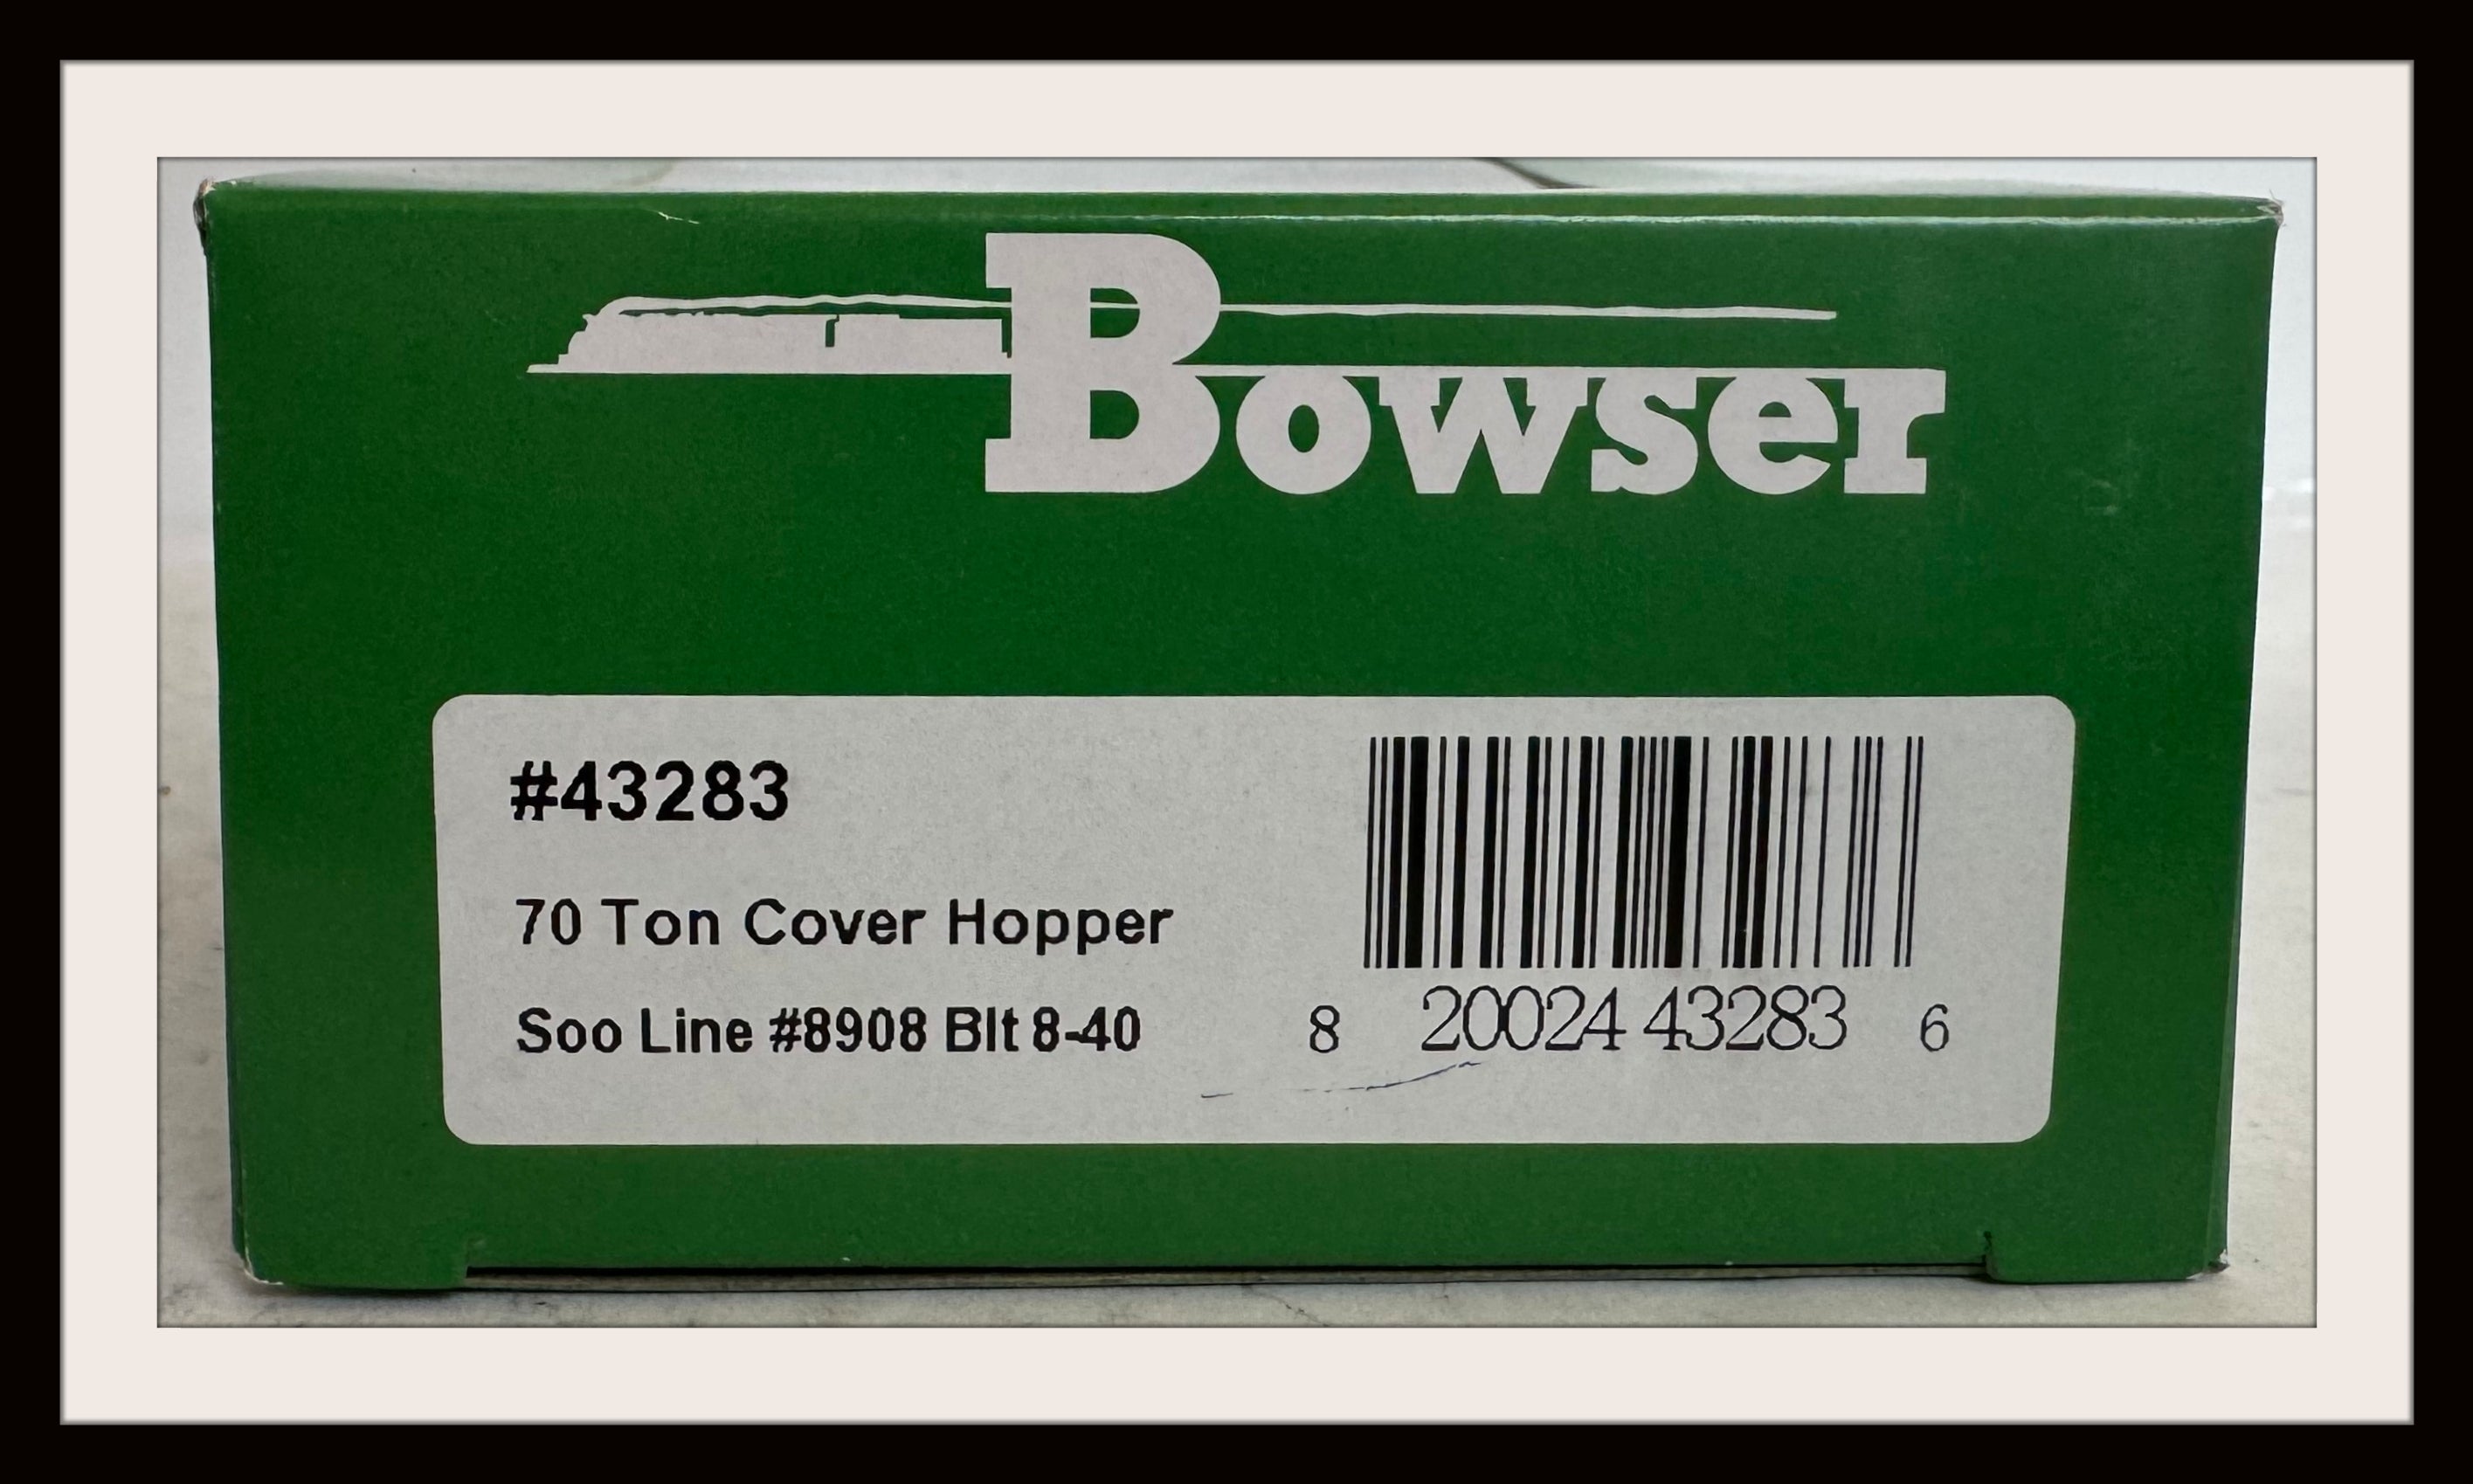 Bowser
#43283
70 Ton Cover Hopper
Soo Line #8908 Blt 8-40
8 20024 43283 6